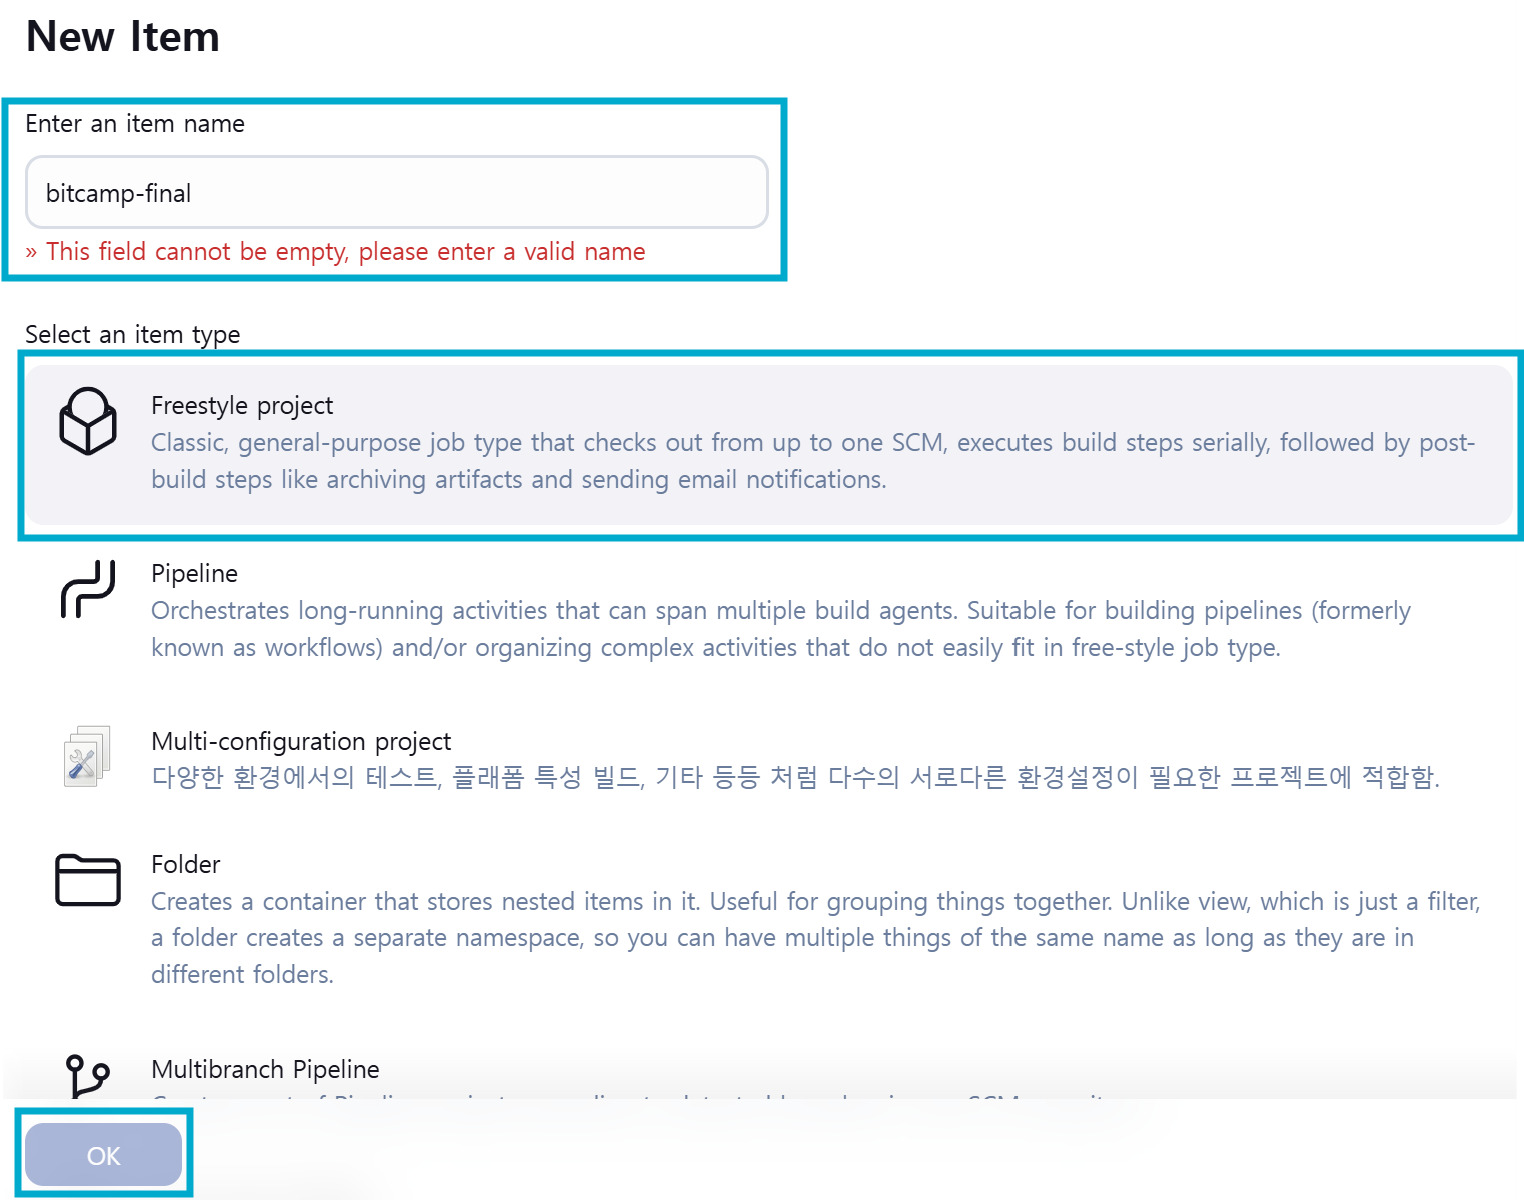 New Item
Enter an item name
bitcamp-final
» This field cannot be empty, please enter a valid name
Select an item type
Freestyle project
Classic, general-purpose job type that checks out from up to one SCM, executes build steps serially, followed by post-
build steps like archiving artifacts and sending email notifications.
Pipeline
Orchestrates long-running activities that can span multiple build agents. Suitable for building pipelines (formerly
known as workflows) and/or organizing complex activities that do not easily fit in free-style job type.
Multi-configuration project
다양한 환경에서의 테스트, 플래폼 특성 빌드, 기타 등등 처럼 다수의 서로다른 환경설정이 필요한 프로젝트에 적합함.
Folder
Creates a container that stores nested items in it. Useful for grouping things together. Unlike view, which is just a filter,
a folder creates a separate namespace, so you can have multiple things of the same name as long as they are in
different folders.
Multibranch Pipeline
OK